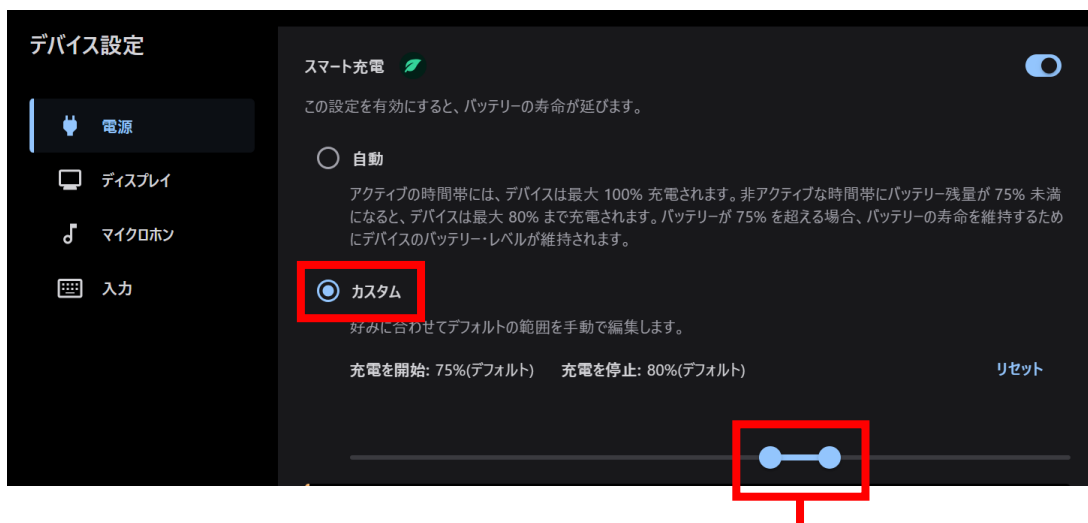 デバイス設定
電源
ディスプレイ
マイクロホン
入力
スマート充電
この設定を有効にすると、バッテリーの寿命が延びます。
自動
アクティブの時間帯には、デバイスは最大 100% 充電されます。非アクティブな時間帯にバッテリー残量が 75% 未満
になると、デバイスは最大 80% まで充電されます。バッテリーが 75% を超える場合、バッテリーの寿命を維持するため
にデバイスのバッテリー・レベルが維持されます。
カスタム
好みに合わせてデフォルトの範囲を手動で編集します。
充電を開始: 75%(デフォルト) 充電を停止: 80%(デフォルト) リセット